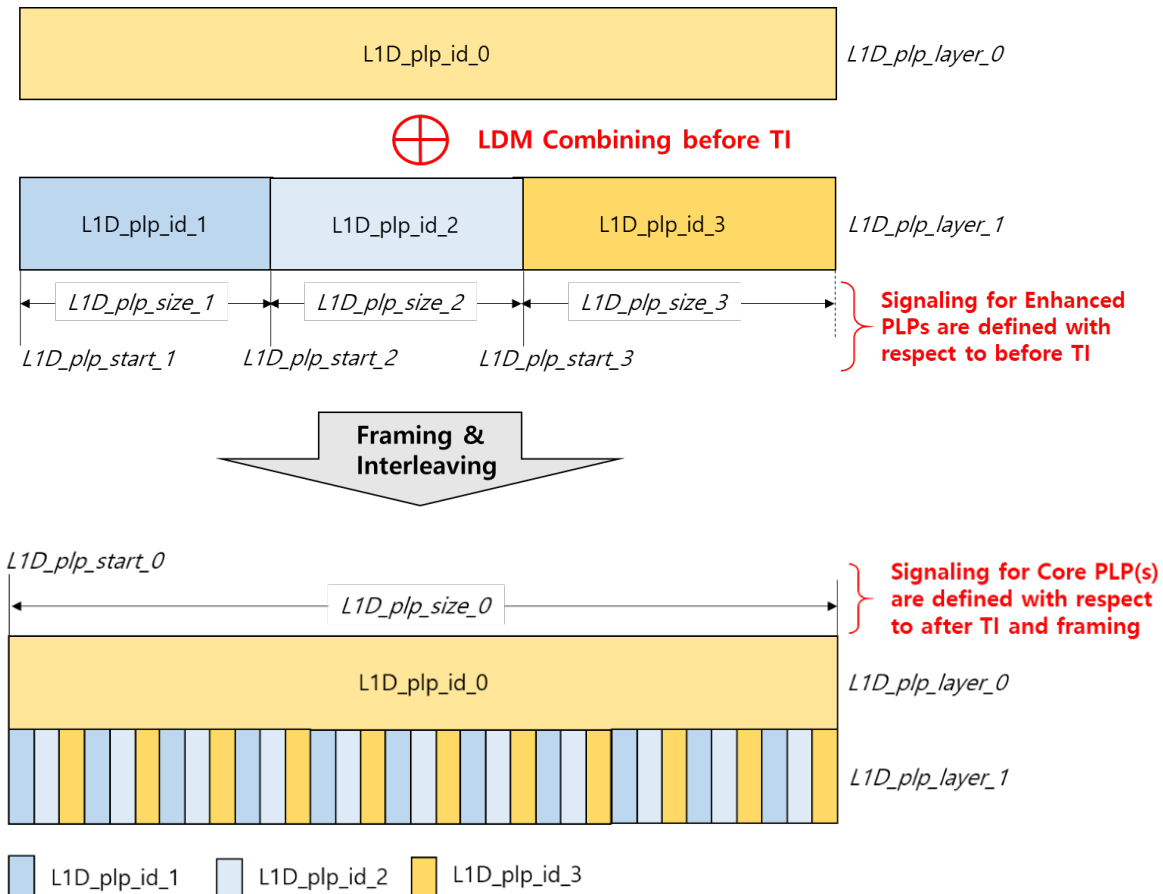 L1D_plp_id_0
L1D_plp_layer_0
LDM Combining before TI
L1D_plp_id_1
L1D_plp_id_2
L1D_plp_id_3
L1D_plp_layer_1
L1D_plp_size_1
L1D_plp_size_2
L1D_plp_size_3
L1D_plp_start_1
L1D_plp_start_2
L1D_plp_start_3
Signaling for Enhanced
PLPs are defined with
respect to before TI
Framing &
Interleaving
L1D_plp_start_0
L1D_plp_size_0
Signaling for Core PLP(s)
are defined with respect
to after TI and framing
L1D_plp_id_0
L1D_plp_layer_0
L1D_plp_layer_1
L1D_plp_id_1
L1D_plp_id_2
L1D_plp_id_3